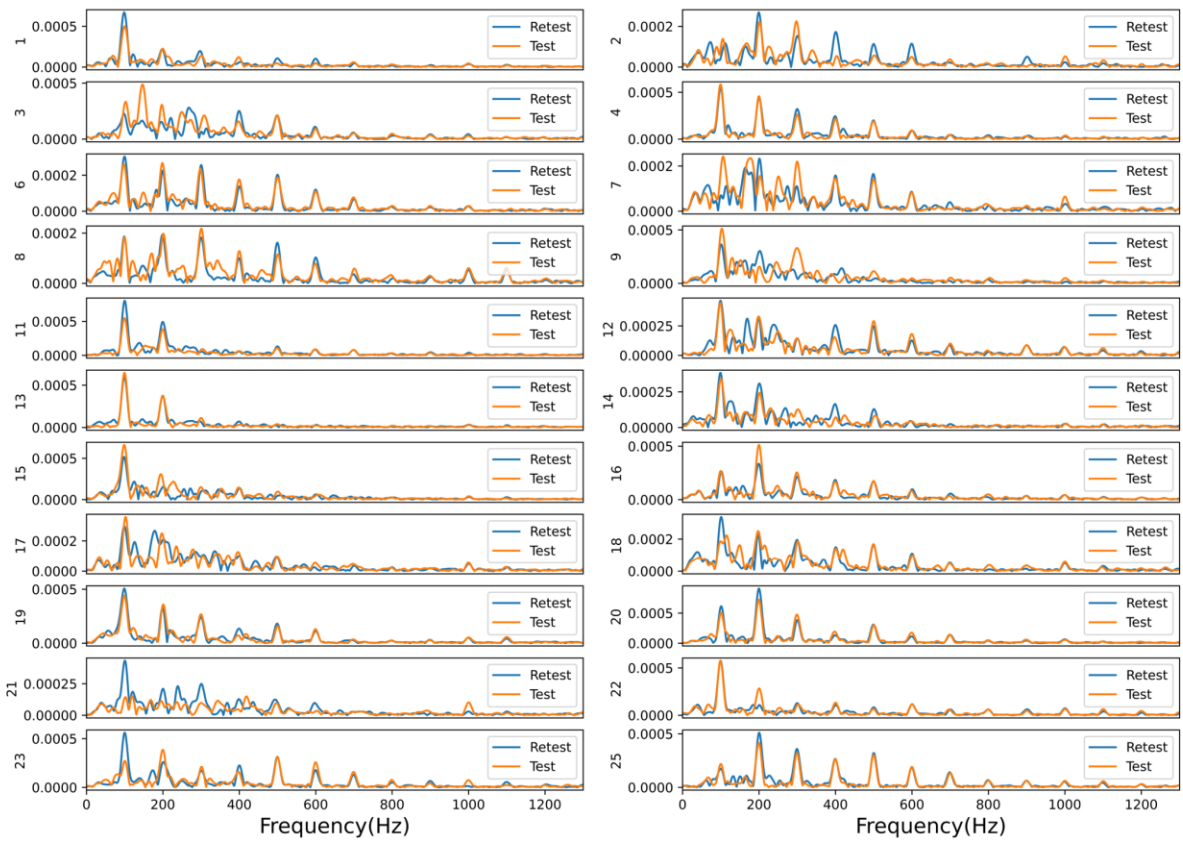 1
0.0005
0.0000
Retest
Test
2
0.0002
0.0000
Retest
Test
3
0.0005
0.0000
Retest
Test
4
0.0005
0.0000
Retest
Test
6
0.0002
0.0000
Retest
Test
7
0.0002
0.0000
Retest
Test
8
0.0002
0.0000
Retest
Test
9
0.0005
0.0000
Retest
Test
11
0.0005
0.0000
Retest
Test
12
0.00025
0.00000
Retest
Test
13
0.0005
0.0000
Retest
Test
14
0.00025
0.00000
Retest
Test
15
0.0005
0.0000
Retest
Test
16
0.0005
0.0000
Retest
Test
17
0.0002
0.0000
Retest
Test
18
0.0002
0.0000
Retest
Test
19
0.0005
0.0000
Retest
Test
20
0.0005
0.0000
Retest
Test
21
0.00025
0.00000
Retest
Test
22
0.0005
0.0000
Retest
Test
23
0.0005
0.0000
Retest
Test
25
0.0005
0.0000
Retest
Test
0 200 400 600 800 1000 1200
Frequency(Hz)
0 200 400 600 800 1000 1200
Frequency(Hz)